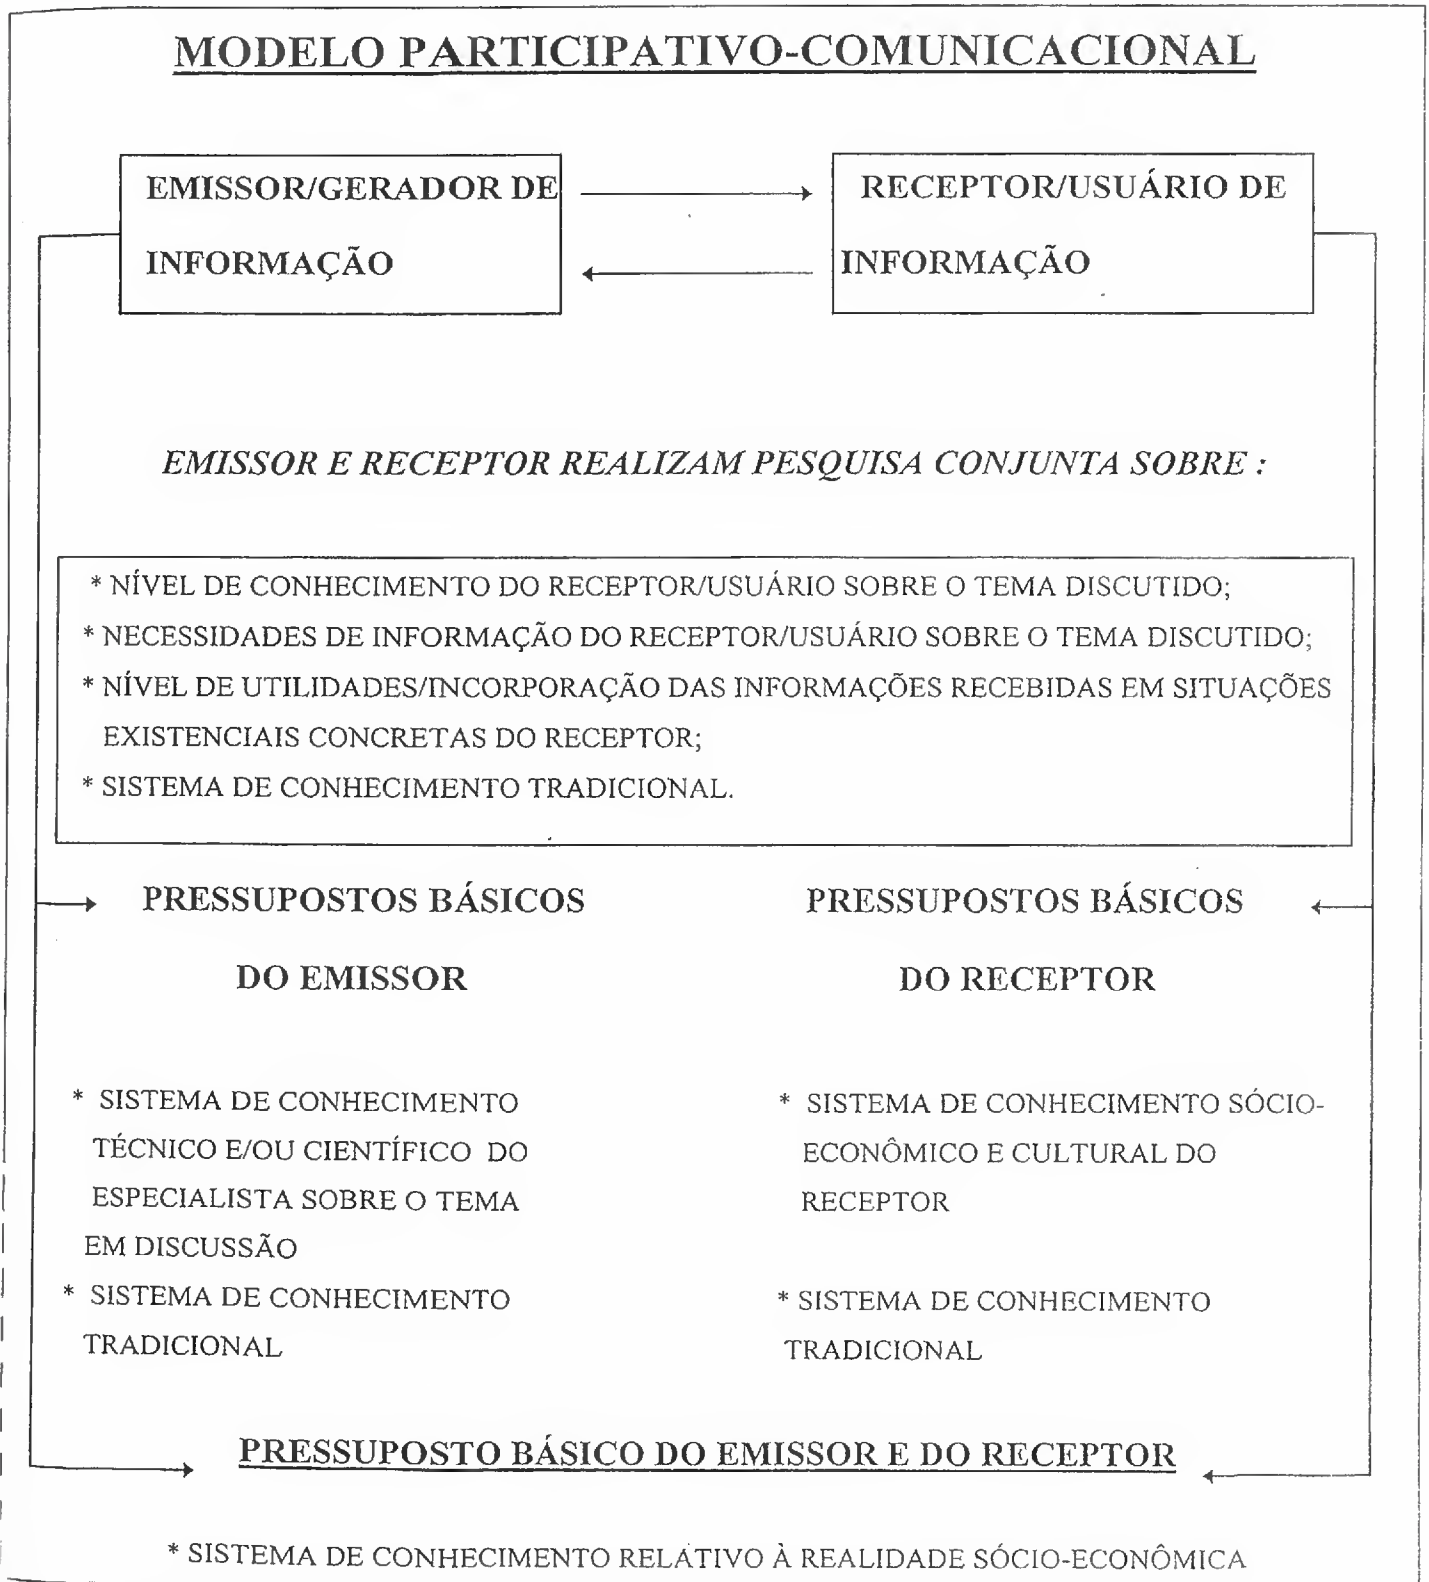 MODELO PARTICIPATIVO-COMUNICACIONAL
EMISSOR/GERADOR DE
INFORMAÇÃO
RECEPTOR/USUÁRIO DE
INFORMAÇÃO
EMISSOR E RECEPTOR REALIZAM PESQUISA CONJUNTA SOBRE :
* NÍVEL DE CONHECIMENTO DO RECEPTOR/USUÁRIO SOBRE O TEMA DISCUTIDO;
* NECESSIDADES DE INFORMAÇÃO DO RECEPTOR/USUÁRIO SOBRE O TEMA DISCUTIDO;
* NÍVEL DE UTILIDADES/INCORPORAÇÃO DAS INFORMAÇÕES RECEBIDAS EM SITUAÇÕES
EXISTENCIAIS CONCRETAS DO RECEPTOR;
* SISTEMA DE CONHECIMENTO TRADICIONAL.
PRESSUPOSTOS BÁSICOS
DO EMISSOR
* SISTEMA DE CONHECIMENTO
TÉCNICO E/OU CIENTÍFICO DO
ESPECIALISTA SOBRE O TEMA
EM DISCUSSÃO
* SISTEMA DE CONHECIMENTO
TRADICIONAL
PRESSUPOSTOS BÁSICOS
DO RECEPTOR
* SISTEMA DE CONHECIMENTO SÓCIO-
ECONÔMICO E CULTURAL DO
RECEPTOR
* SISTEMA DE CONHECIMENTO
TRADICIONAL
PRESSUPOSTO BÁSICO DO EMISSOR E DO RECEPTOR
* SISTEMA DE CONHECIMENTO RELATIVO À REALIDADE SÓCIO-ECONÔMICA